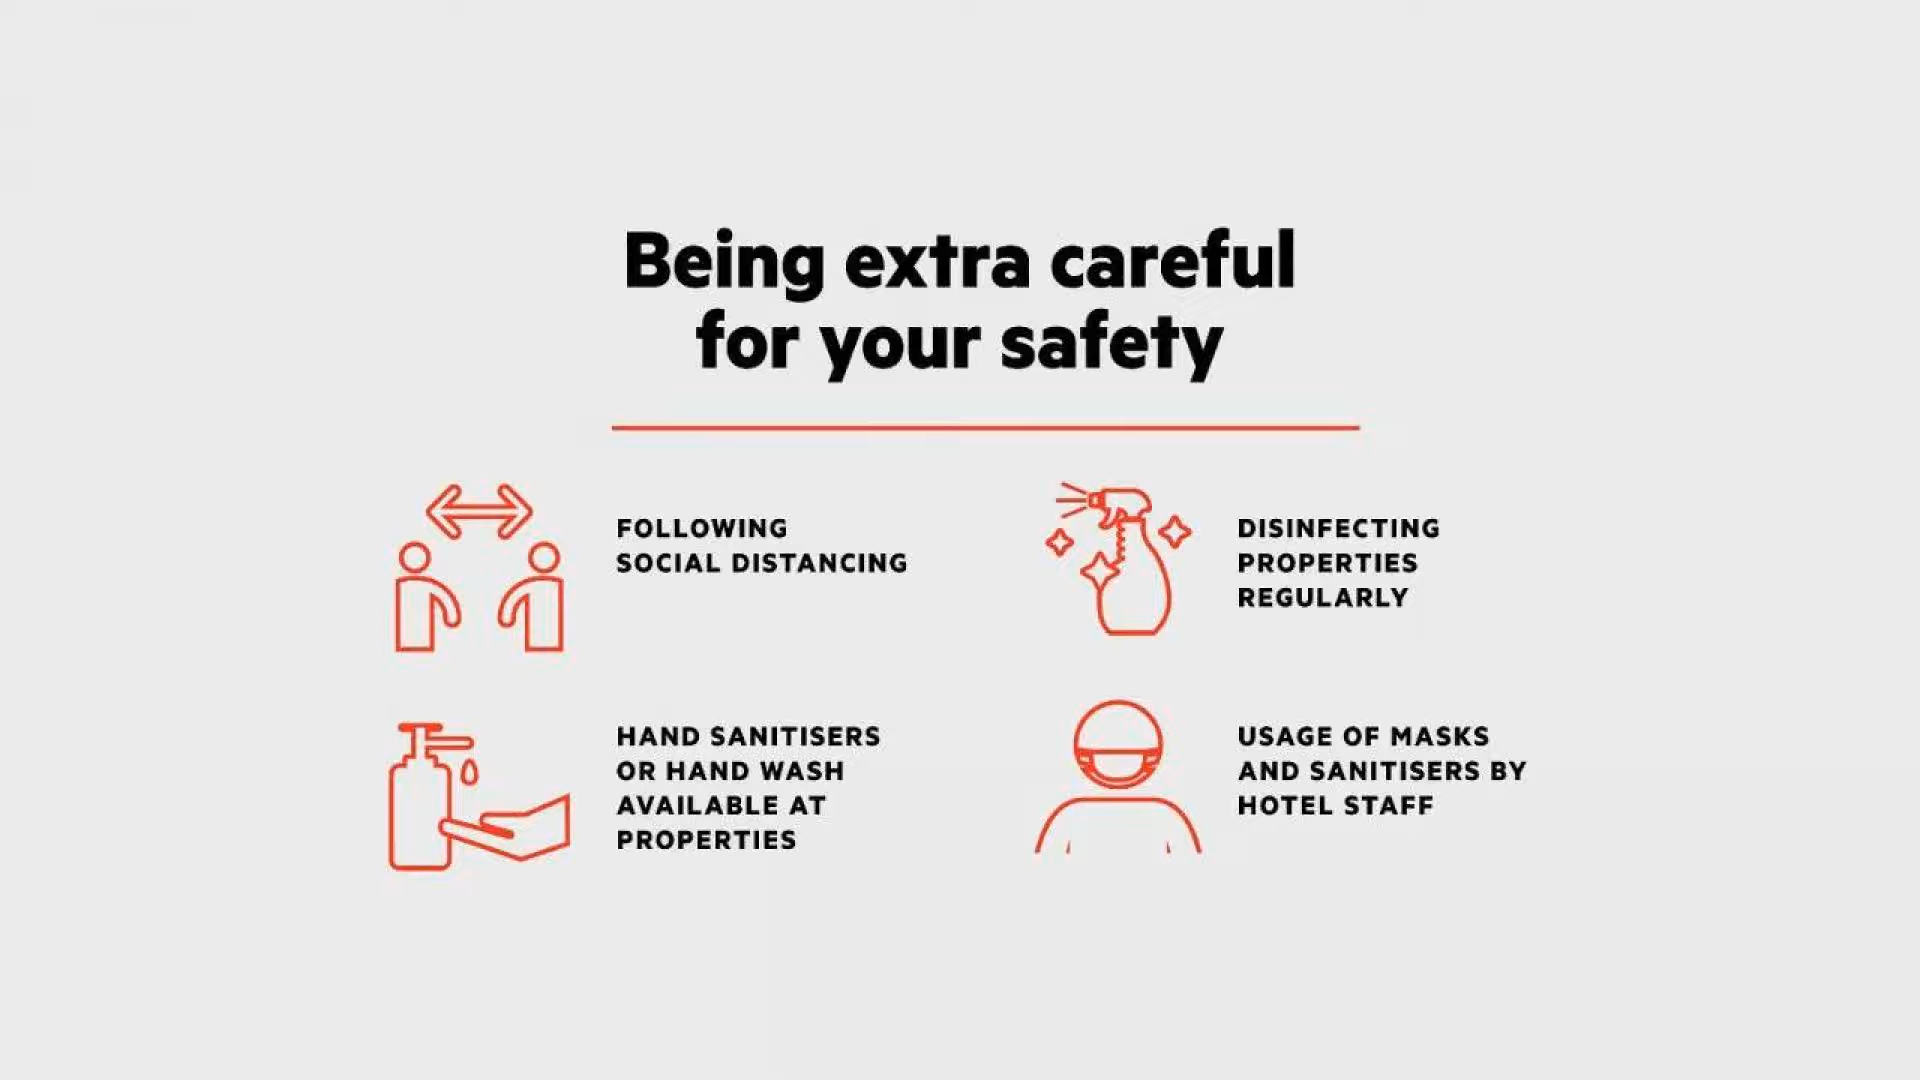 Being extra careful
for your safety
FOLLOWING
SOCIAL DISTANCING
DISINFECTING
PROPERTIES
REGULARLY
HAND SANITISERS
OR HAND WASH
AVAILABLE AT
PROPERTIES
USAGE OF MASKS
AND SANITISERS BY
HOTEL STAFF